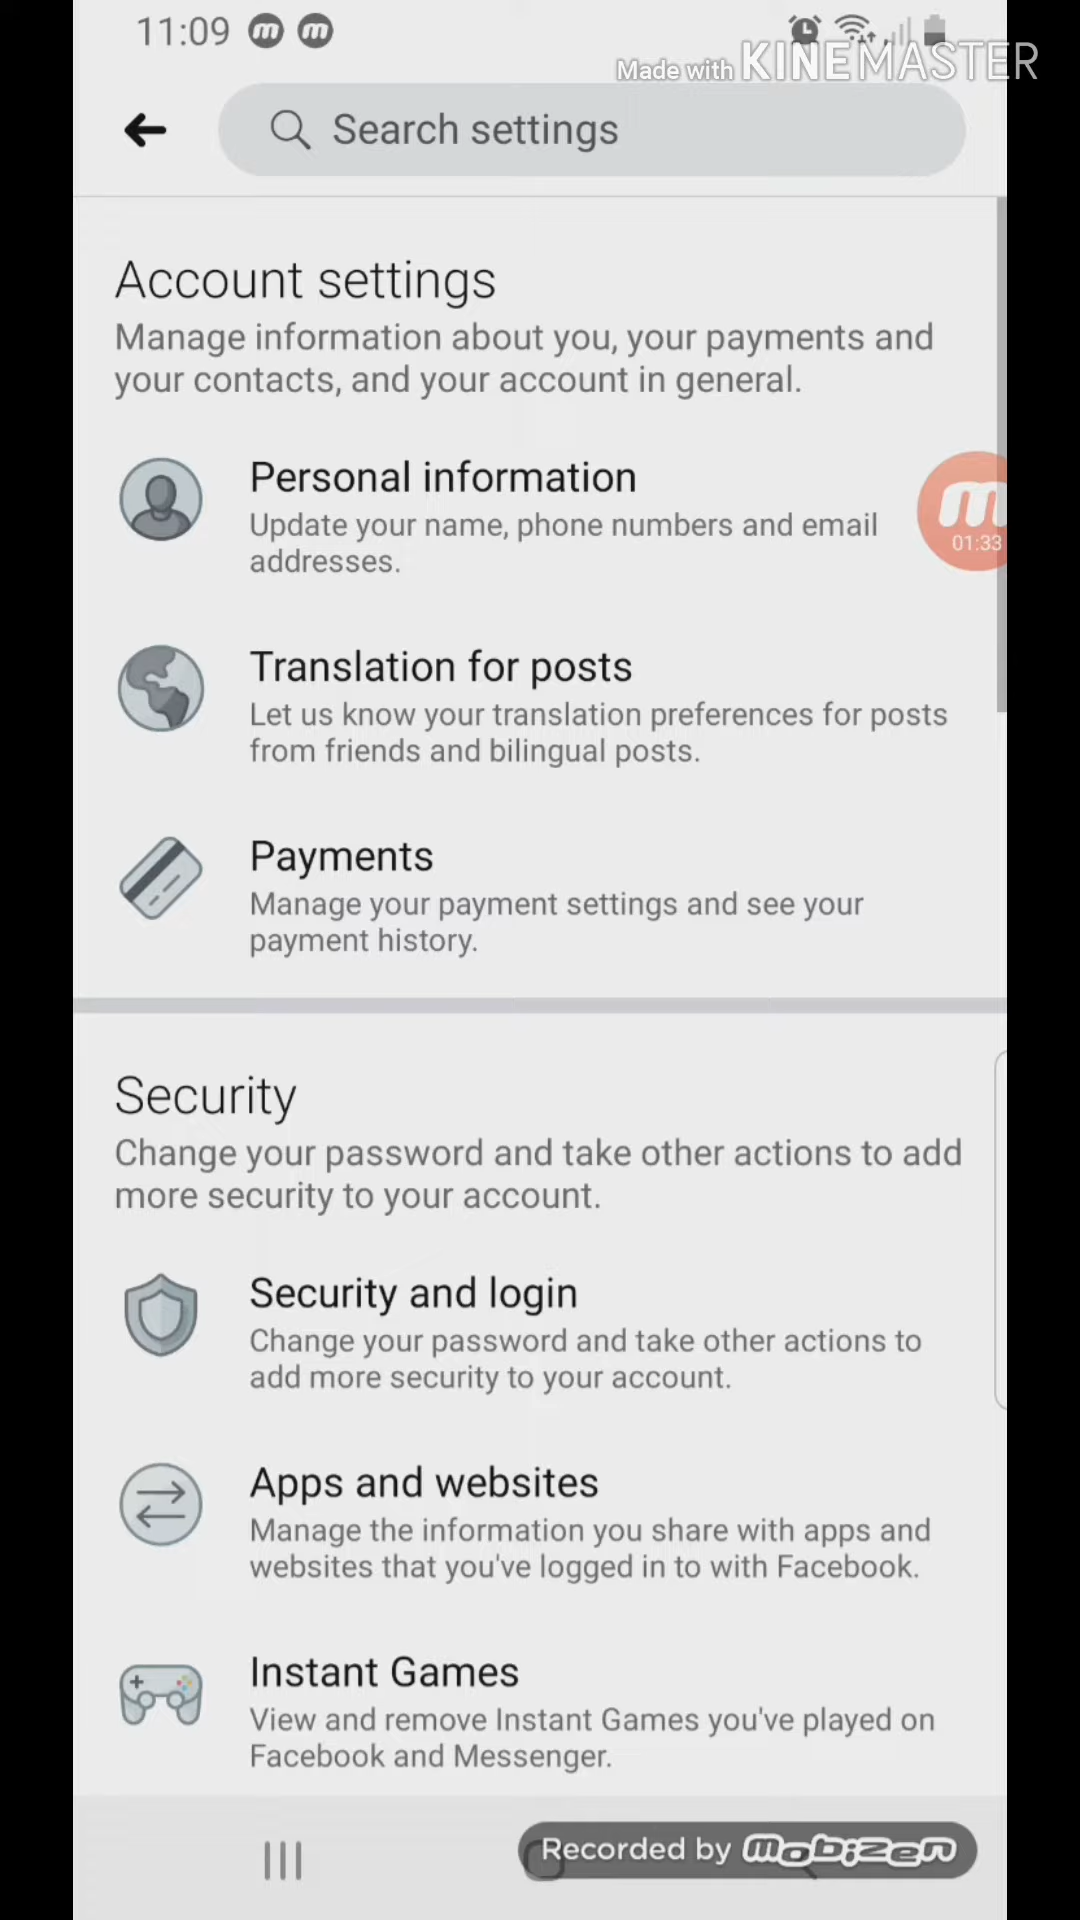 11:09
Made with KINEMASTER
Search settings
Account settings
Manage information about you, your payments and
your contacts, and your account in general.
Personal information
Update your name, phone numbers and email
addresses.
01:33
Translation for posts
Let us know your translation preferences for posts
from friends and bilingual posts.
Payments
Manage your payment settings and see your
payment history.
Security
Change your password and take other actions to add
more security to your account.
Security and login
Change your password and take other actions to
add more security to your account.
Apps and websites
Manage the information you share with apps and
websites that you've logged in to with Facebook.
Instant Games
View and remove Instant Games you've played on
Facebook and Messenger.
Recorded by mobizen